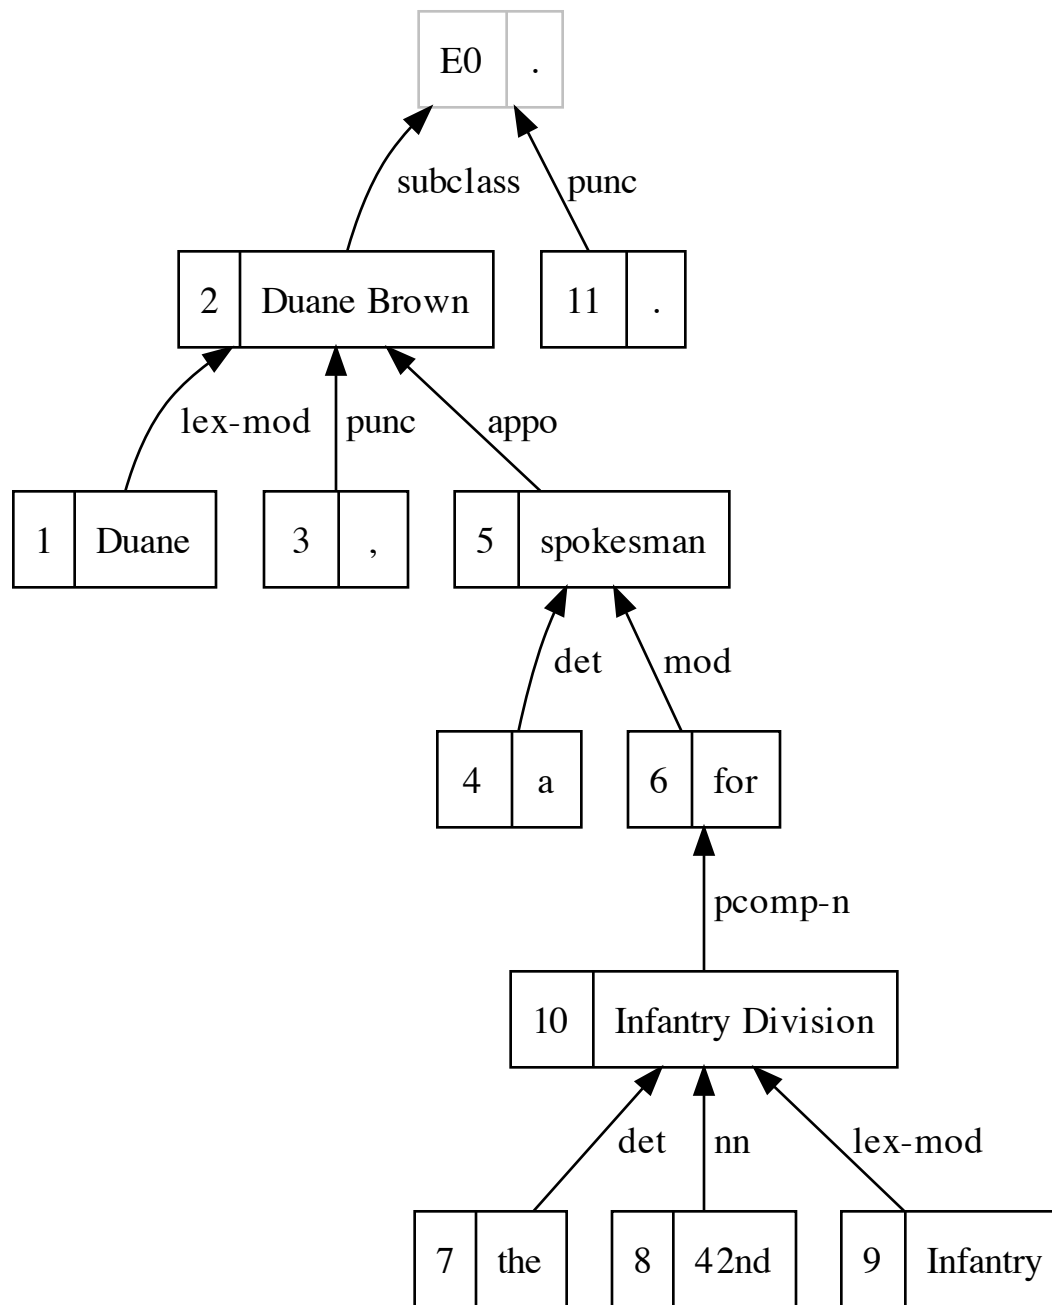 E0 .
subclass punc
2 Duane Brown 11 .
lex-mod punc appo
1 Duane 3 , 5 spokesman
det mod
4 a 6 for
pcomp-n
10 Infantry Division
det nn lex-mod
7 the 8 42nd 9 Infantry